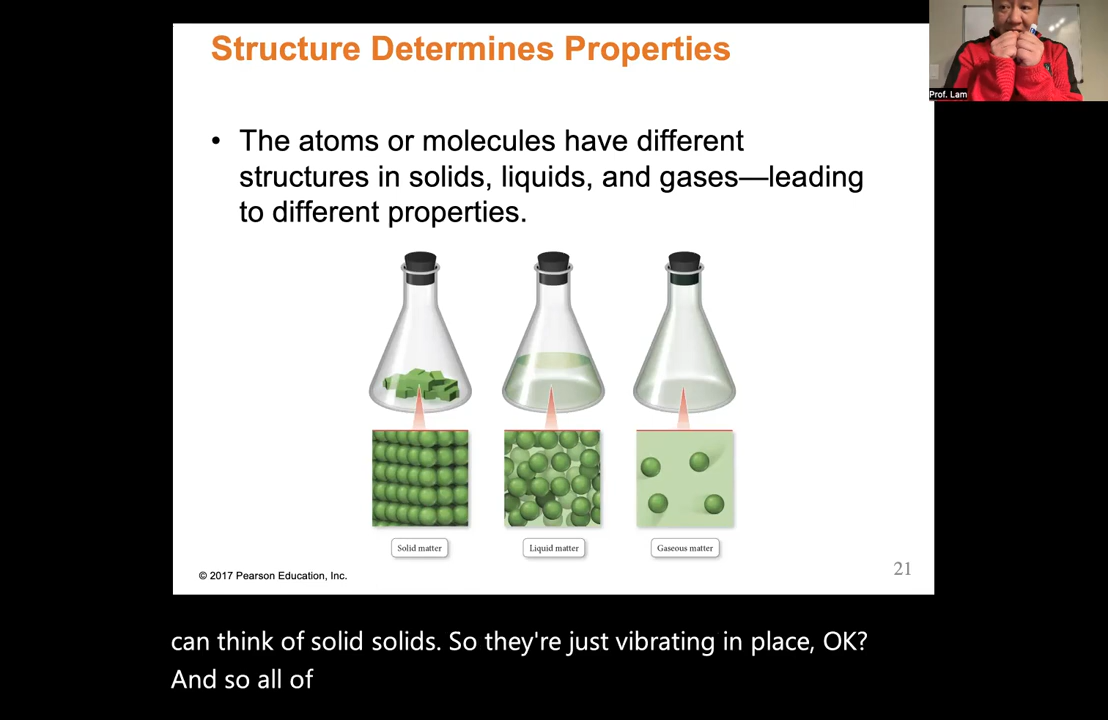 Structure Determines Properties
Prof. Lam
• The atoms or molecules have different
structures in solids, liquids, and gases—leading
to different properties.
Solid matter
Liquid matter
Gaseous matter
© 2017 Pearson Education, Inc.
21
can think of solid solids. So they're just vibrating in place, OK?
And so all of